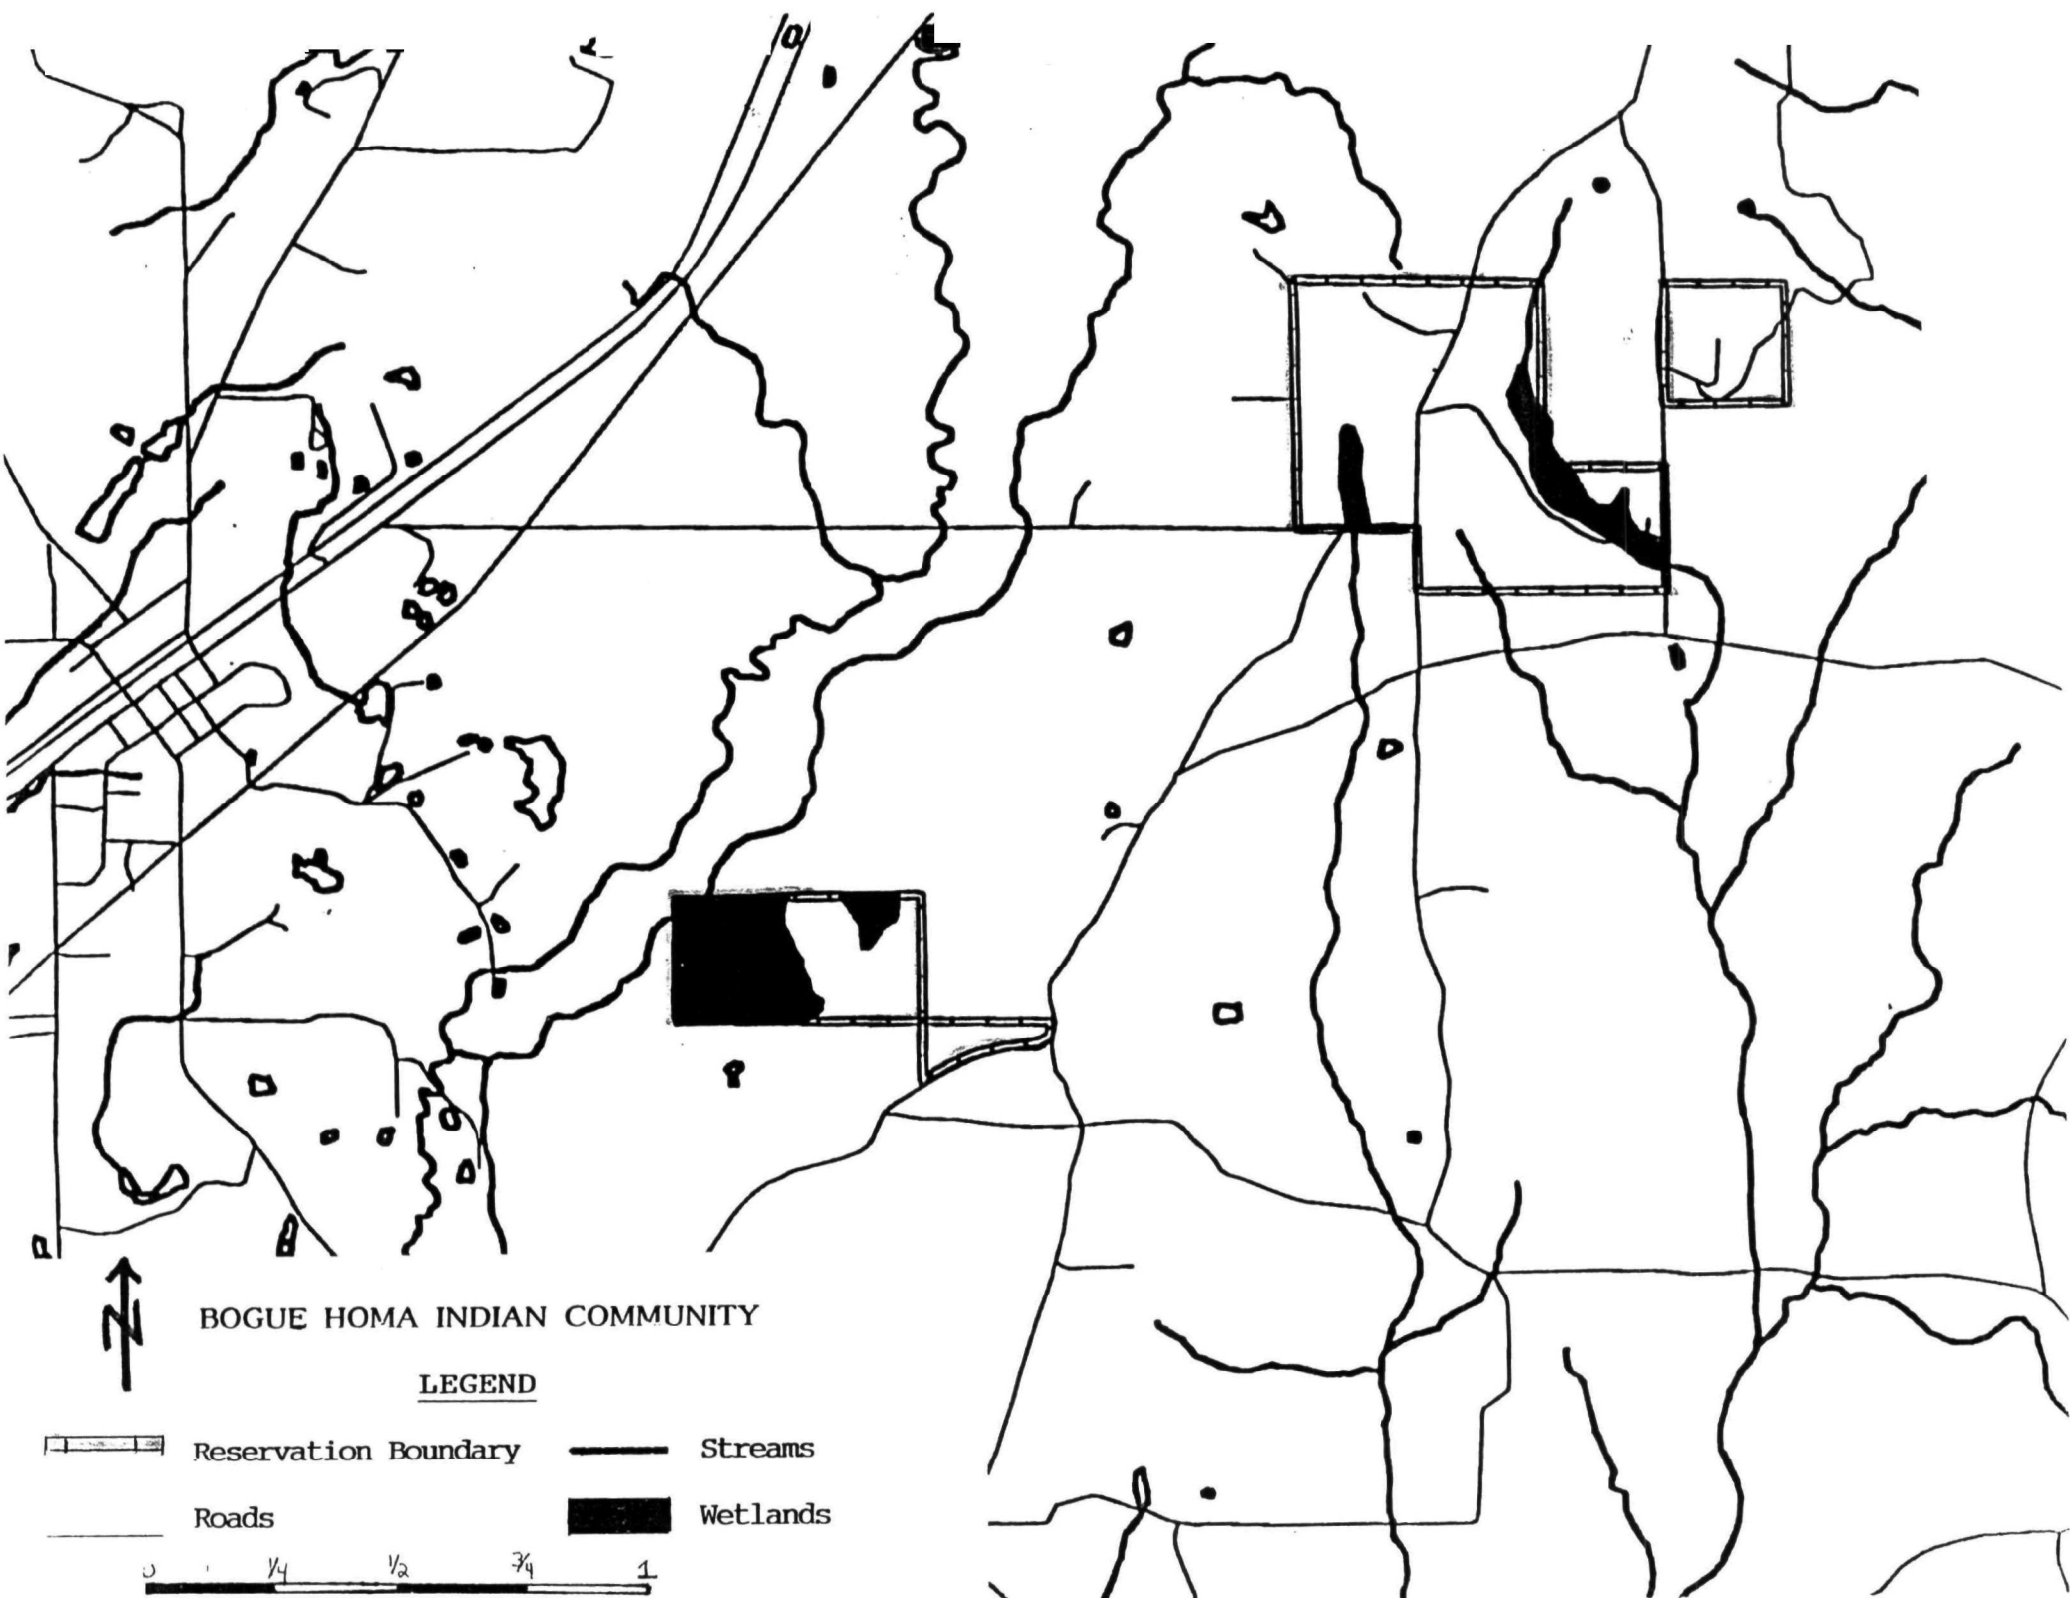 N
BOGUE HOMA INDIAN COMMUNITY
LEGEND
Reservation Boundary
Streams
Roads
Wetlands
0 1/4 1/2 3/4 1